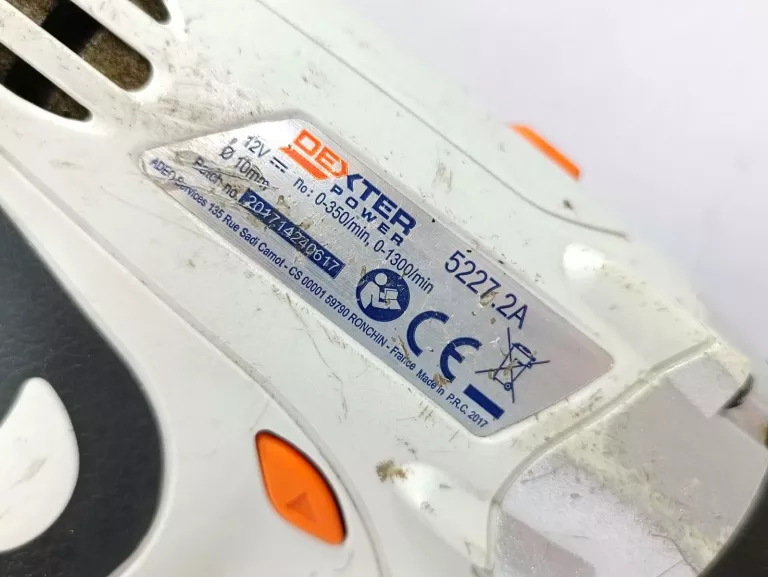 DEXTER
POWER
5227.2A
12V
Ø 10mm
n₀: 0-350/min, 0-1300/min
Batch no.
201714240617
CE
ADEO Services 135 Rue Sadi Carnot - CS 00001 59790 RONCHIN - France Made in P.R.C. 2017